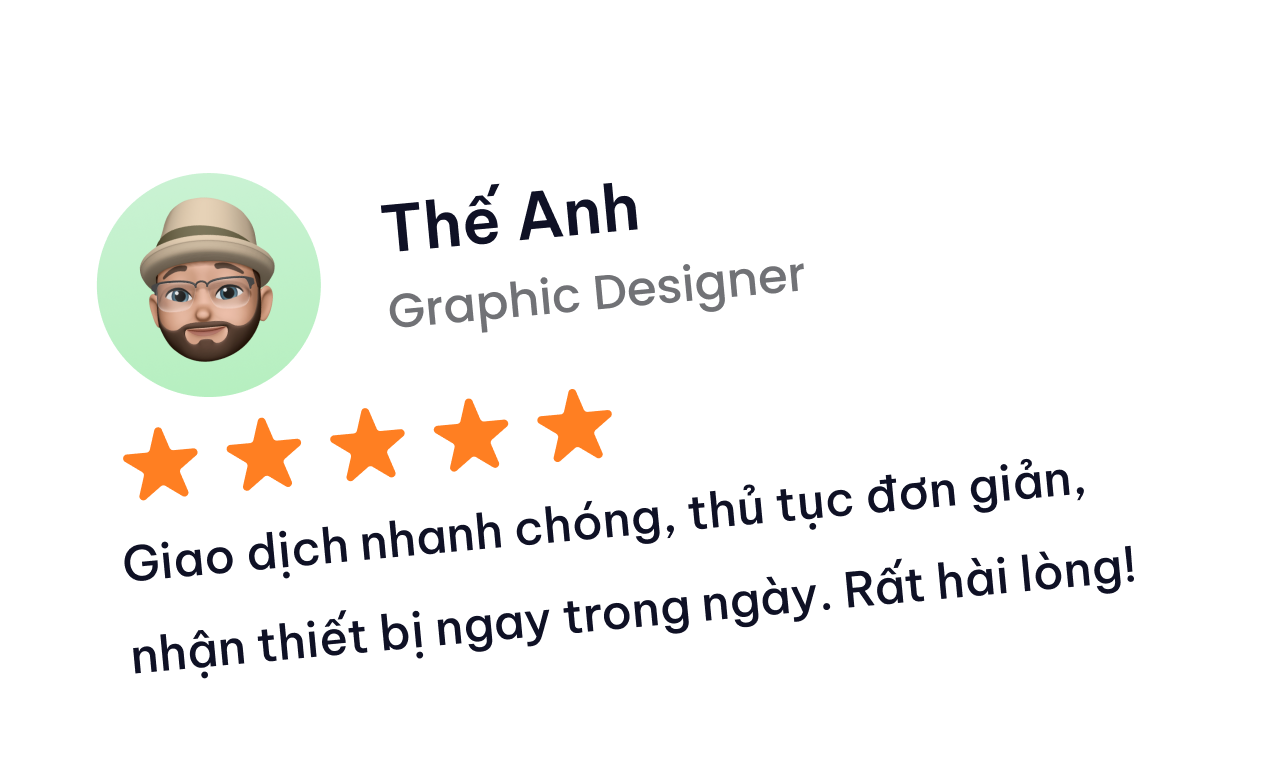 Thế Anh
Graphic Designer
Giao dịch nhanh chóng, thủ tục đơn giản,
nhận thiết bị ngay trong ngày. Rất hài lòng!